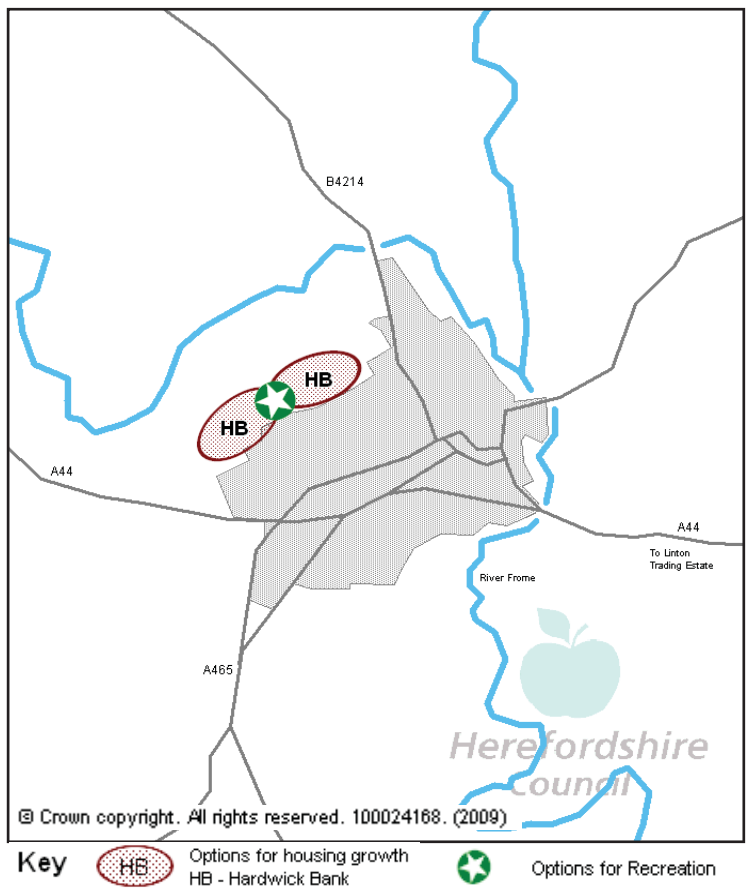 B4214
HB
HB
A44
A44
To Linton
Trading Estate
River Frome
A465
Herefordshire
Council
© Crown copyright. All rights reserved. 100024168. (2009)
Key
HB
Options for housing growth
HB - Hardwick Bank
Options for Recreation